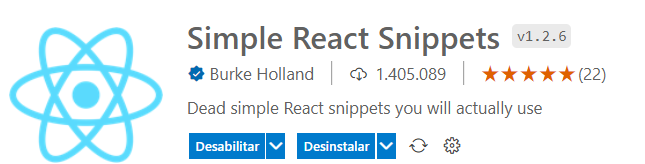 Simple React Snippets v1.2.6
Burke Holland 1.405.089 (22)
Dead simple React snippets you will actually use
Desabilitar Desinstalar